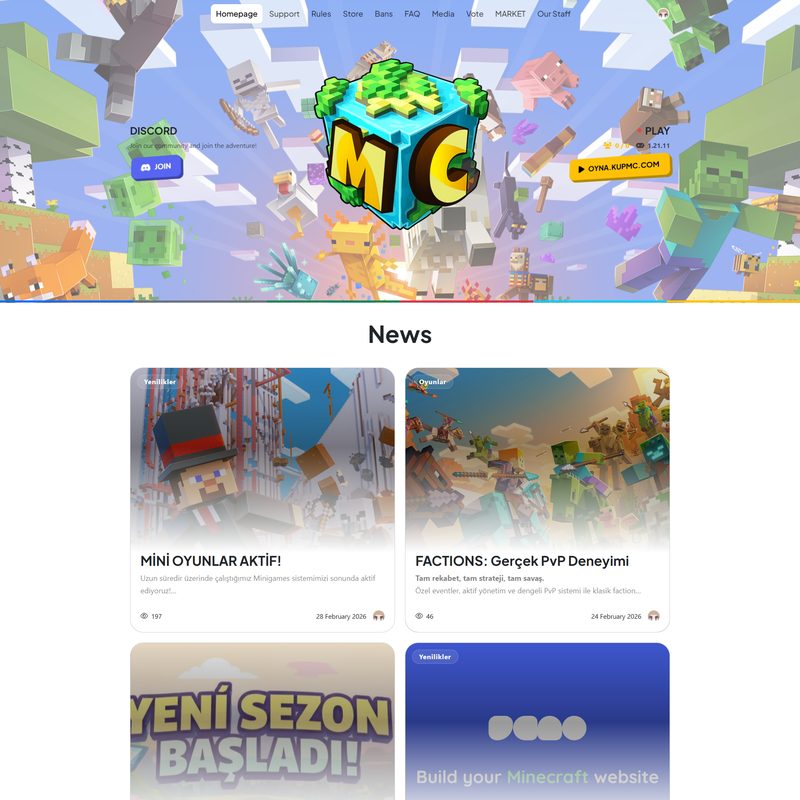 Homepage Support Rules Store Bans FAQ Media Vote MARKET Our Staff
MC
DISCORD
Join our community and join the adventure!
JOIN
PLAY
0 / 0 1.21.11
OYNA.KUPMC.COM
News
Yenilikler
MİNİ OYUNLAR AKTİF!
Uzun süredir üzerinde çalıştığımız Minigames sistemimizi sonunda aktif
ediyoruz!...
197 28 February 2026
Oyunlar
FACTIONS: Gerçek PvP Deneyimi
Tam rekabet, tam strateji, tam savaş.
Özel eventler, aktif yönetim ve dengeli PvP sistemi ile klasik faction...
46 24 February 2026
YENİ SEZON
BAŞLADI!
Yenilikler
Build your Minecraft website